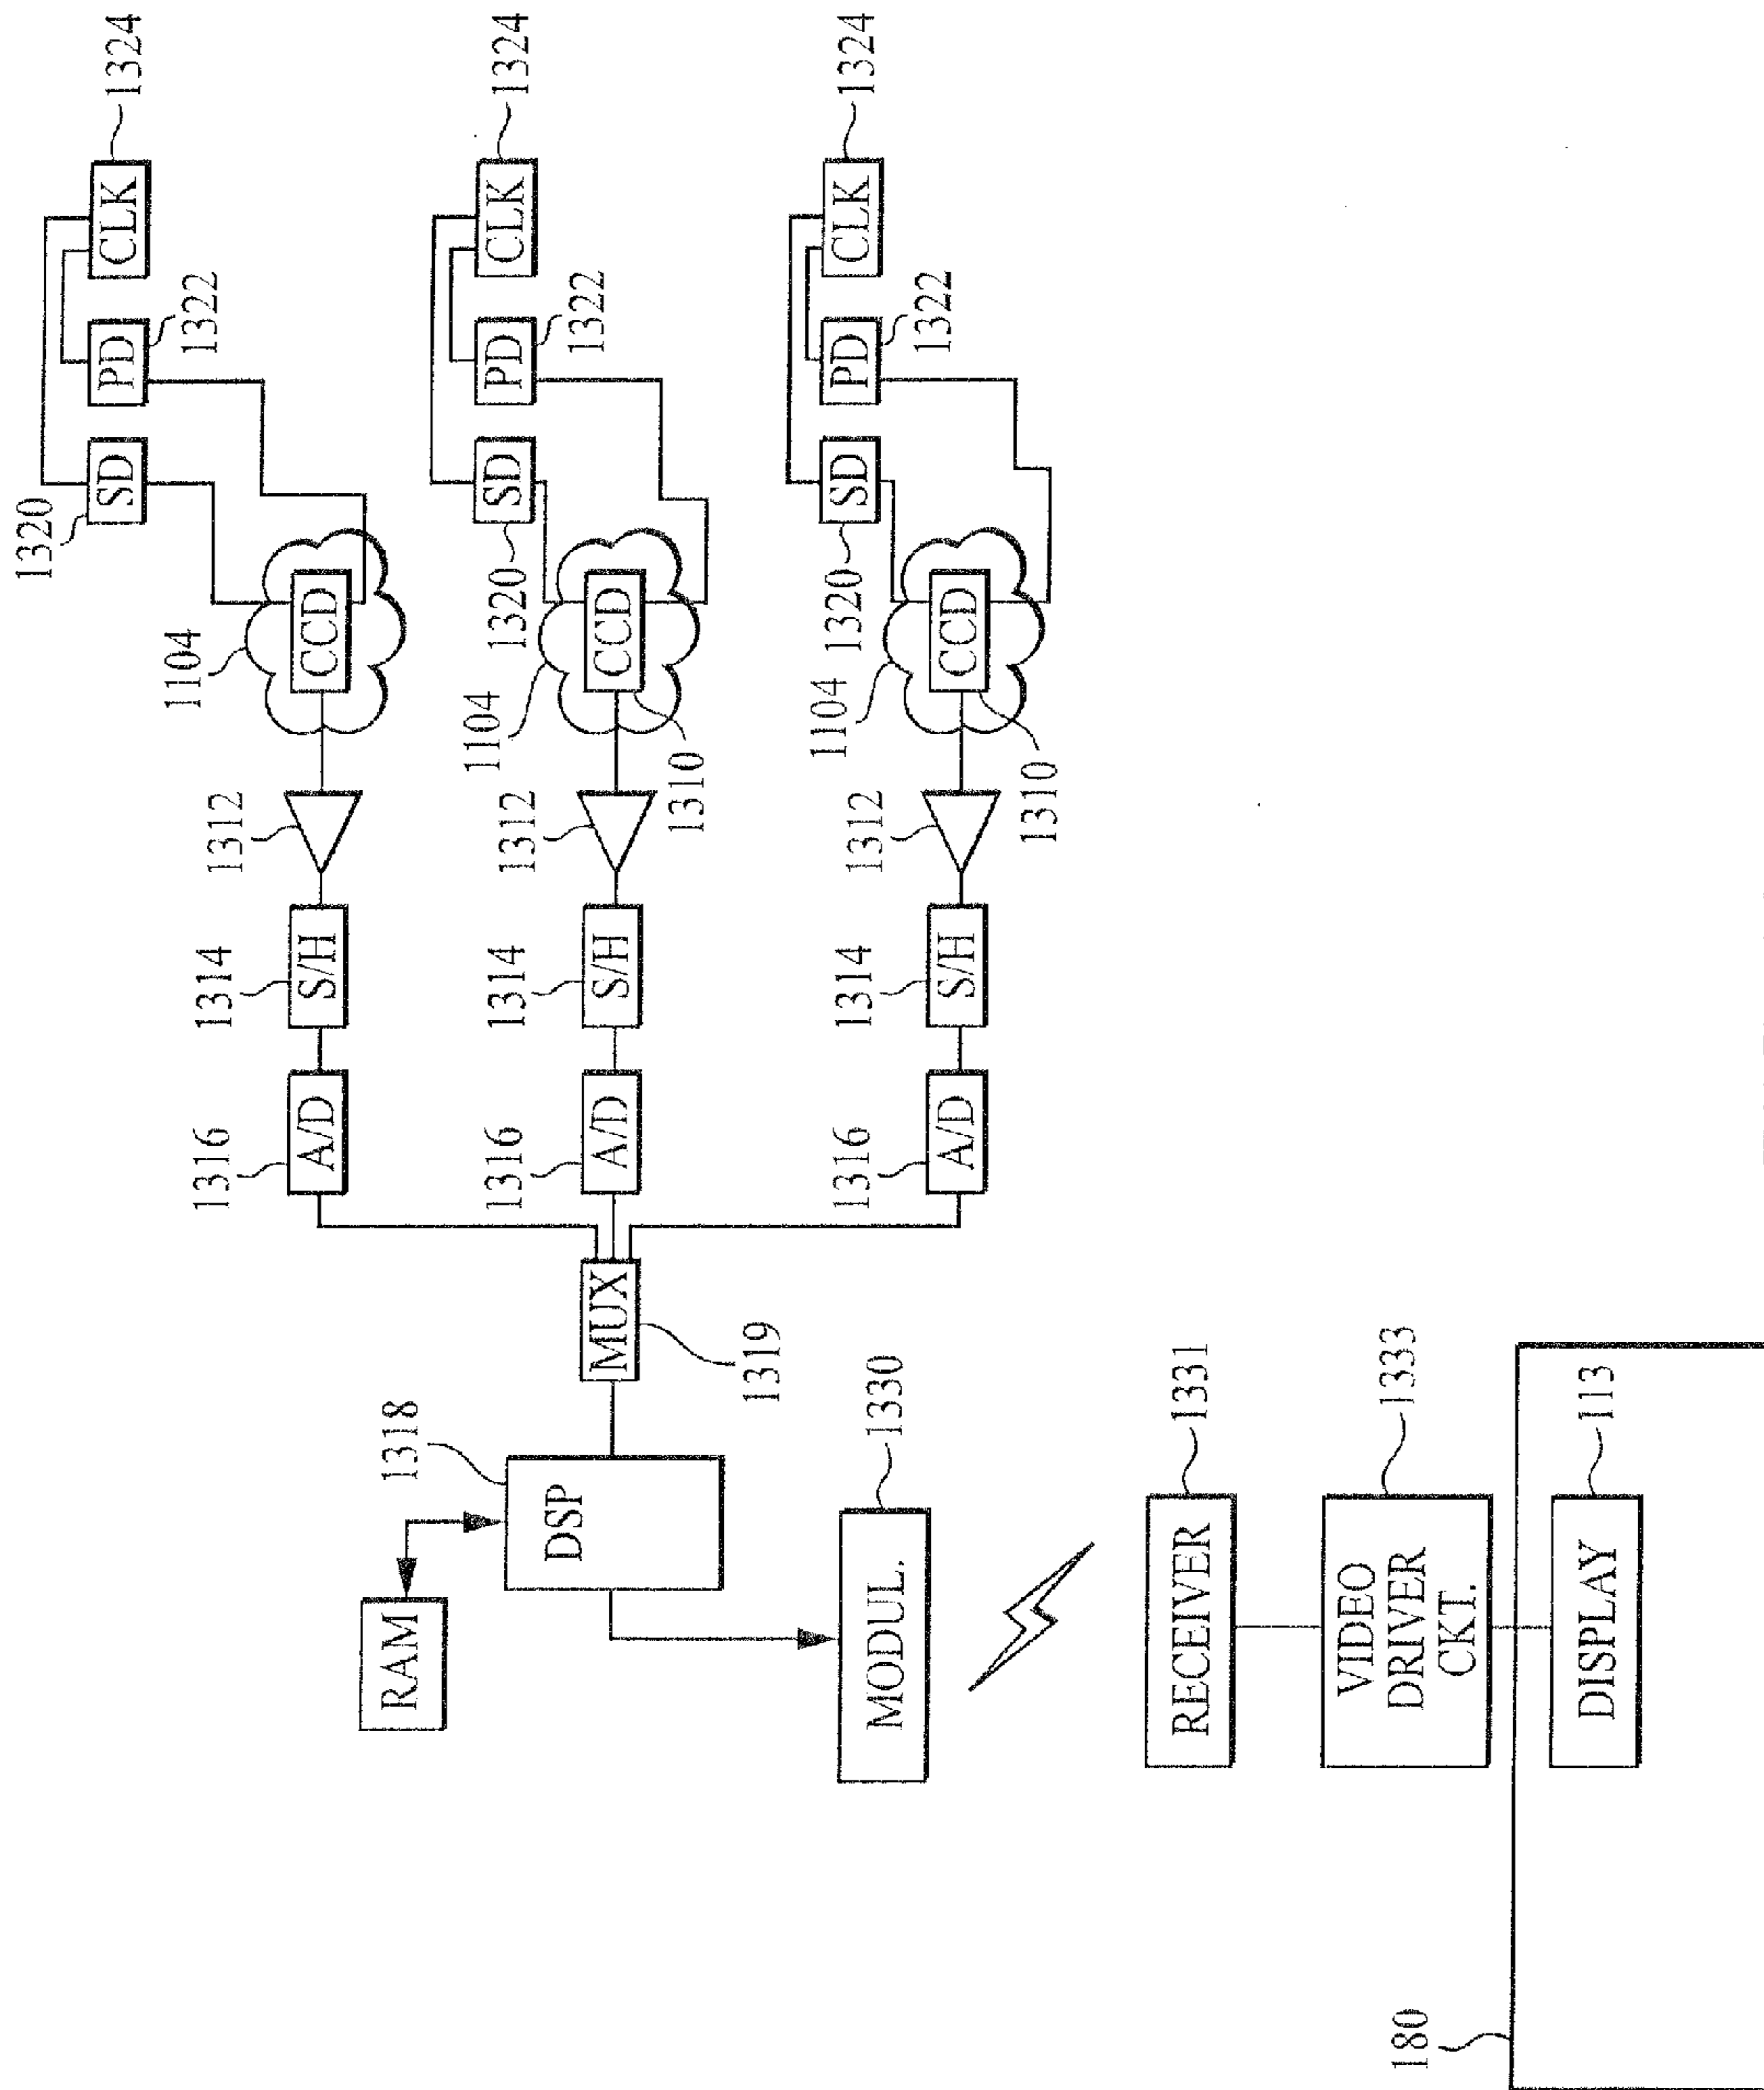 1320
SD
PD
1322
CLK
1324
1104
CCD
1312
1314
S/H
1316
A/D
1320
SD
PD
1322
CLK
1324
1104
CCD
1310
1312
1314
S/H
1316
A/D
1320
SD
PD
1322
CLK
1324
1104
CCD
1310
1312
1314
S/H
1316
A/D
MUX
1319
1318
DSP
RAM
MODUL.
1330
RECEIVER
1331
VIDEO
DRIVER
CKT.
1333
DISPLAY
113
180